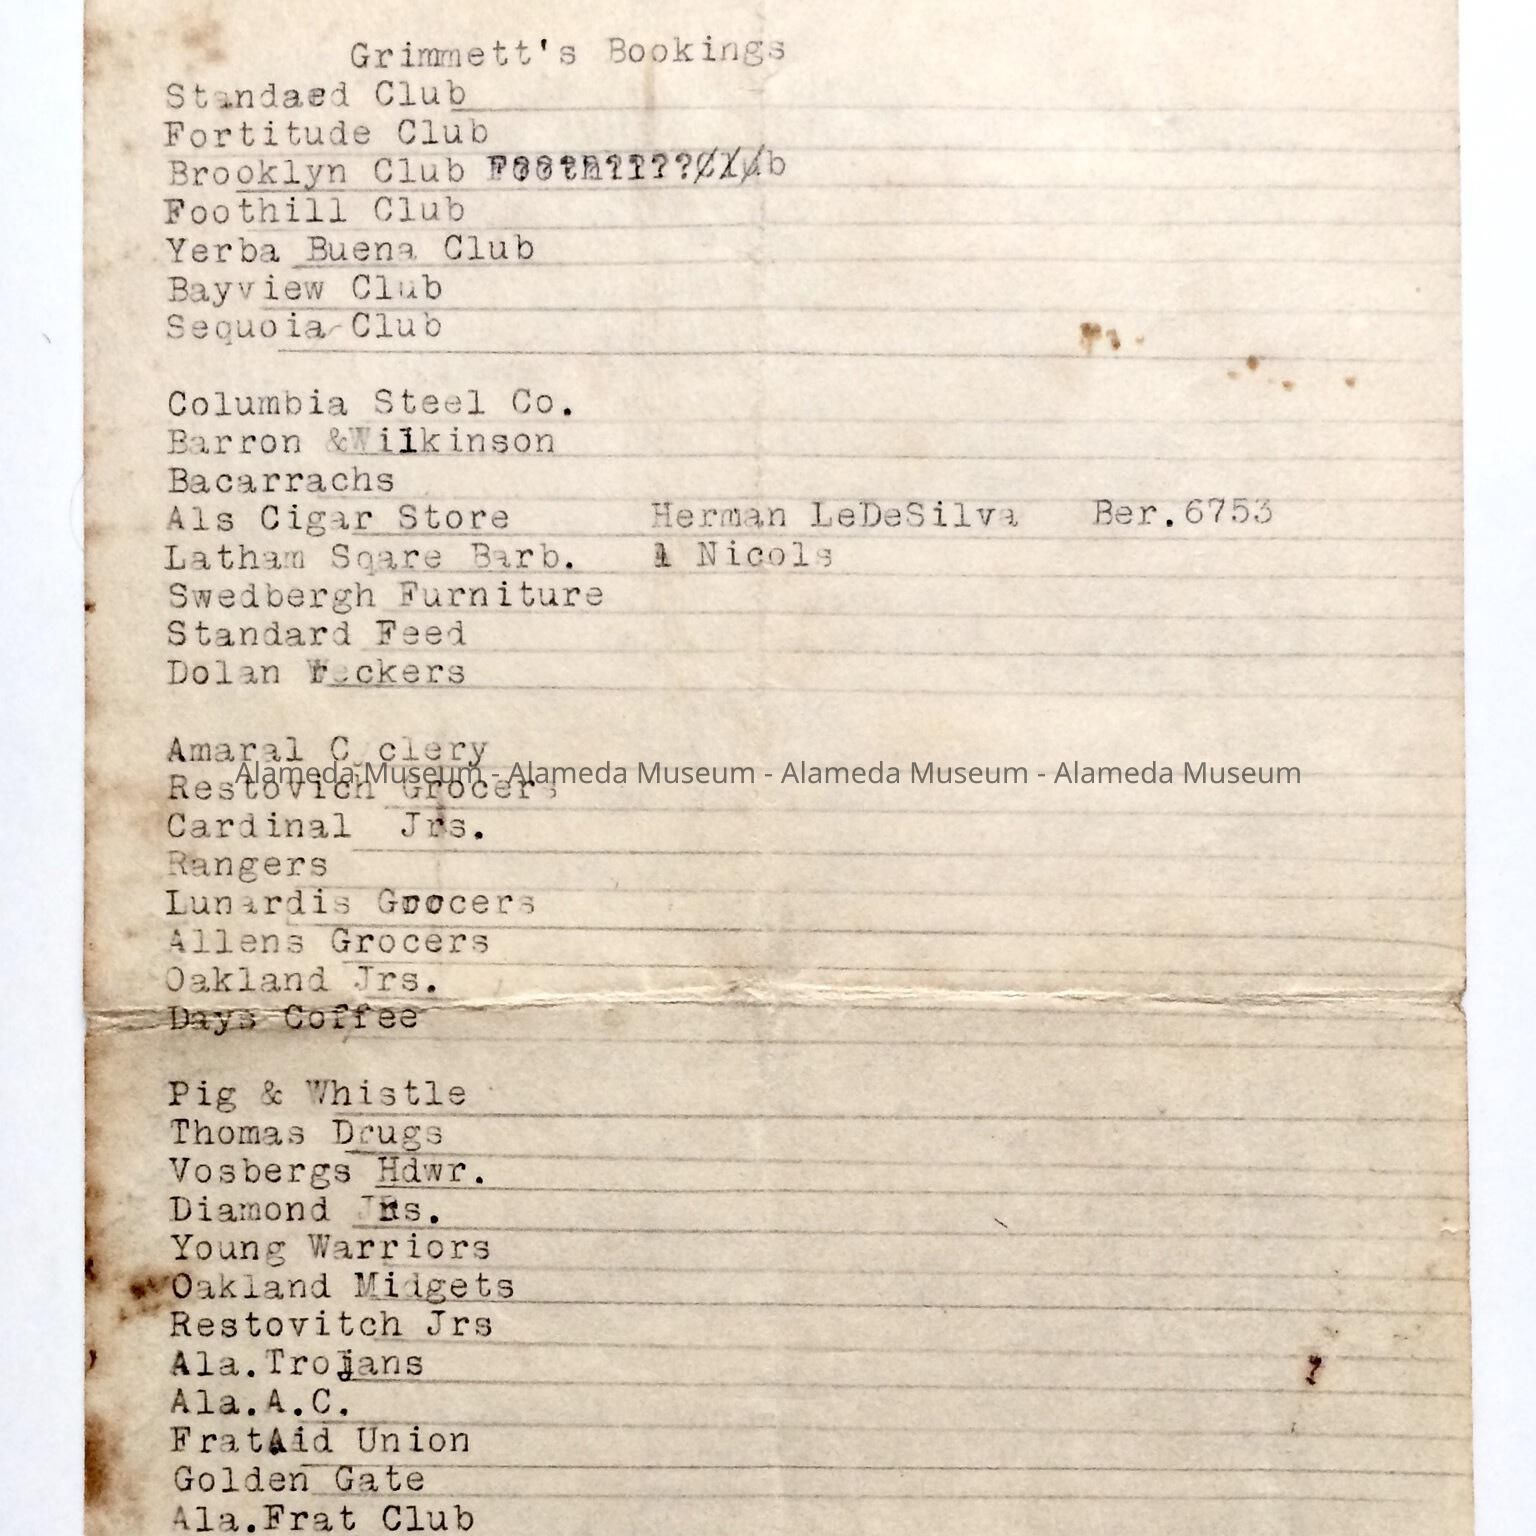 Grimmett's Bookings
Standaed Club
Fortitude Club
Brooklyn Club
Foothill Club
Yerba Buena Club
Bayview Club
Sequoia Club
Columbia Steel Co.
Barron &Wilkinson
Bacarrachs
Als Cigar Store Herman LeDeSilva Ber.6753
Latham Sqare Barb. Nicols
Swedbergh Furniture
Standard Feed
Dolan Weckers
Amaral Cyclery
Alameda Museum - Alameda Museum - Alameda Museum - Alameda Museum
Restovich Grocers
Cardinal Jrs.
Rangers
Lunardis Grocers
Allens Grocers
Oakland Jrs.
Days Coffee
Pig & Whistle
Thomas Drugs
Vosbergs Hdwr.
Diamond Jrs.
Young Warriors
Oakland Midgets
Restovitch Jrs
Ala.Trojans
Ala.A.C.
FratAid Union
Golden Gate
Ala.Frat Club